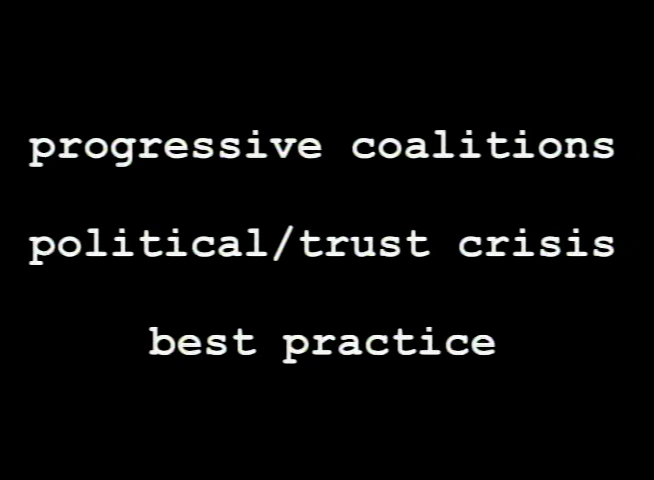 progressive coalitions
political/trust crisis
best practice